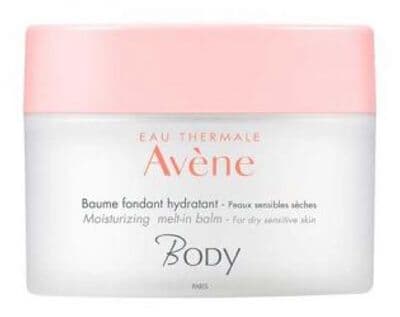 EAU THERMALE
Avène
Baume fondant hydratant - Peaux sensibles sèches
Moisturizing melt-in balm - For dry sensitive skin
BODY
PARIS